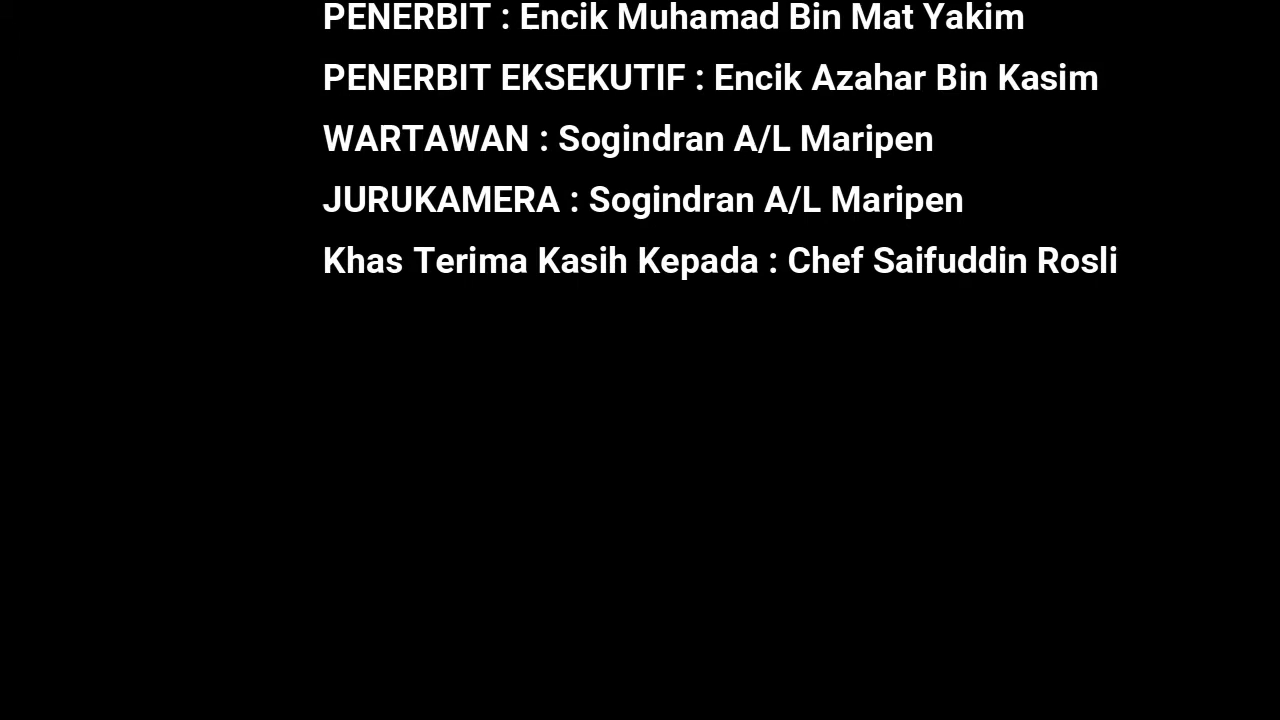 PENERBIT : Encik Muhamad Bin Mat Yakim
PENERBIT EKSEKUTIF : Encik Azahar Bin Kasim
WARTAWAN : Sogindran A/L Maripen
JURUKAMERA : Sogindran A/L Maripen
Khas Terima Kasih Kepada : Chef Saifuddin Rosli